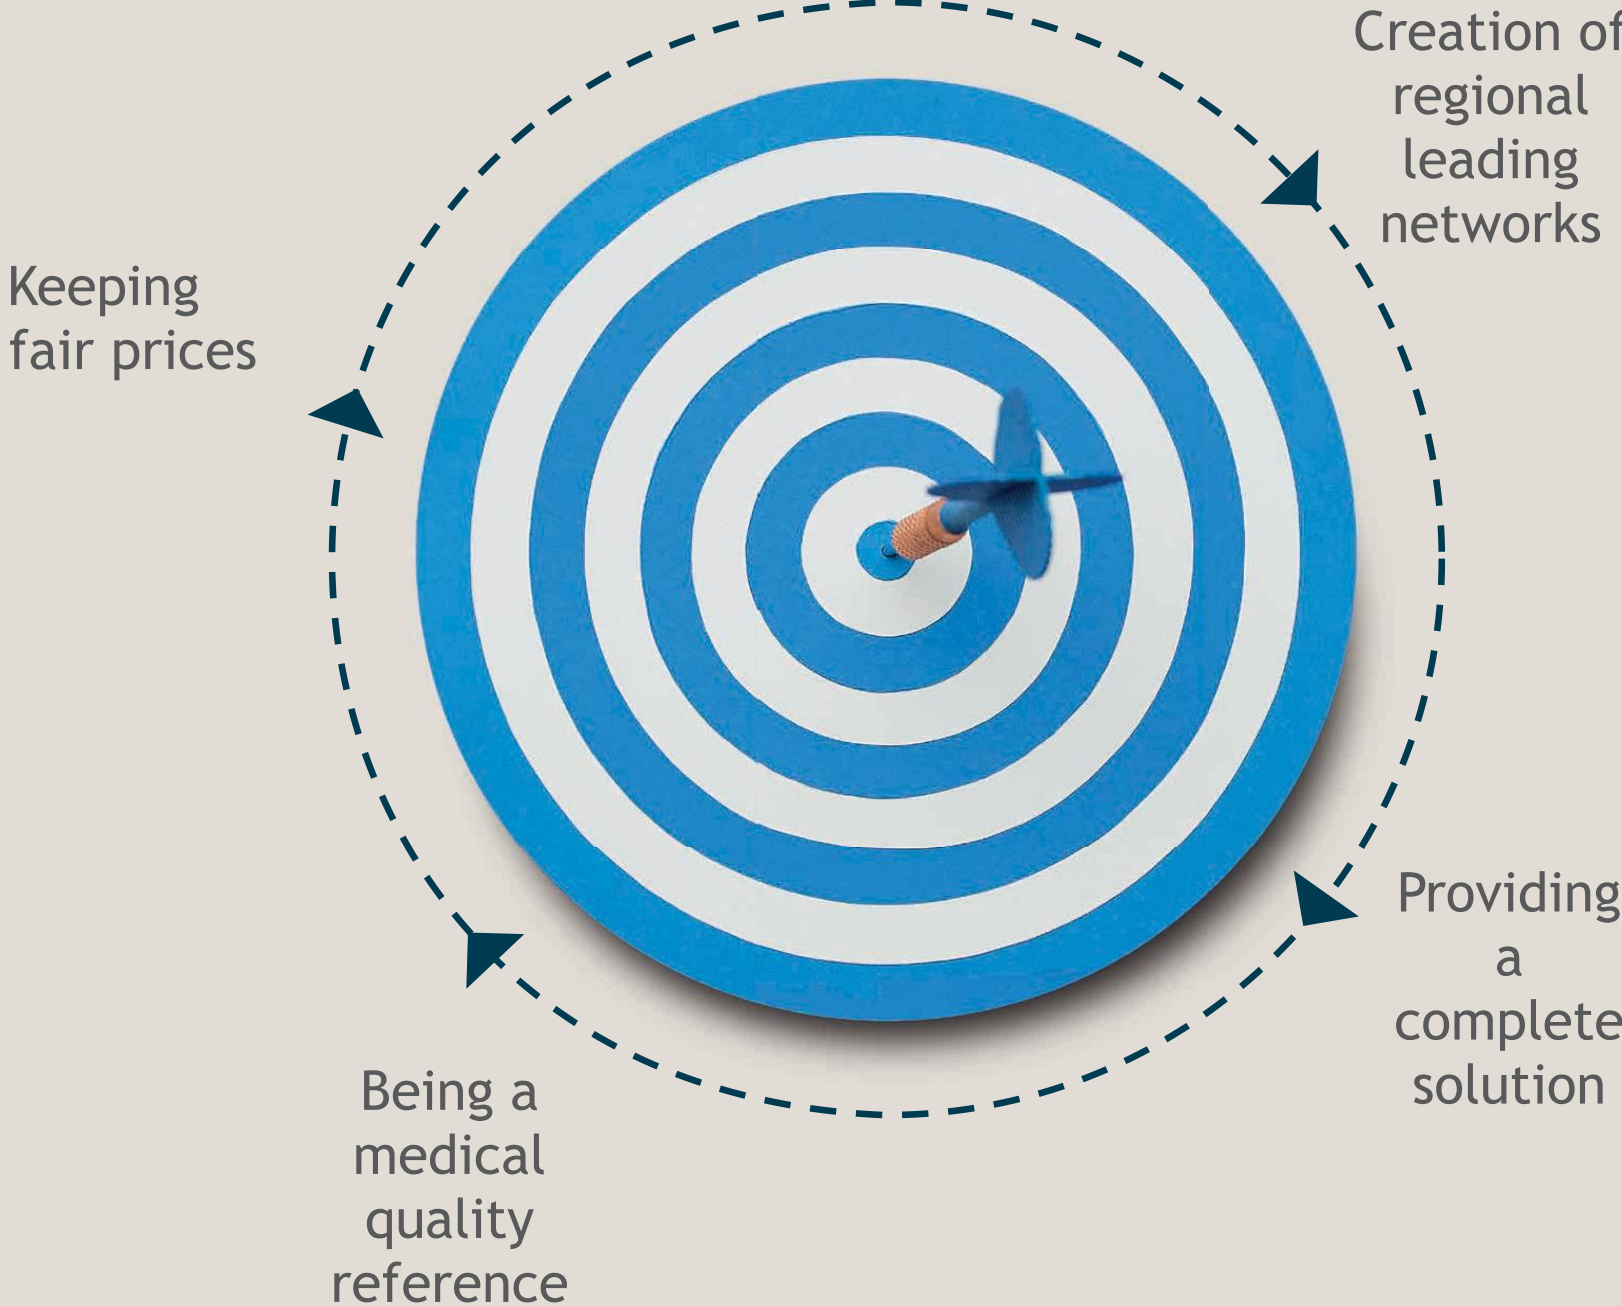 Creation of
regional
leading
networks
Keeping
fair prices
Providing
a
complete
solution
Being a
medical
quality
reference